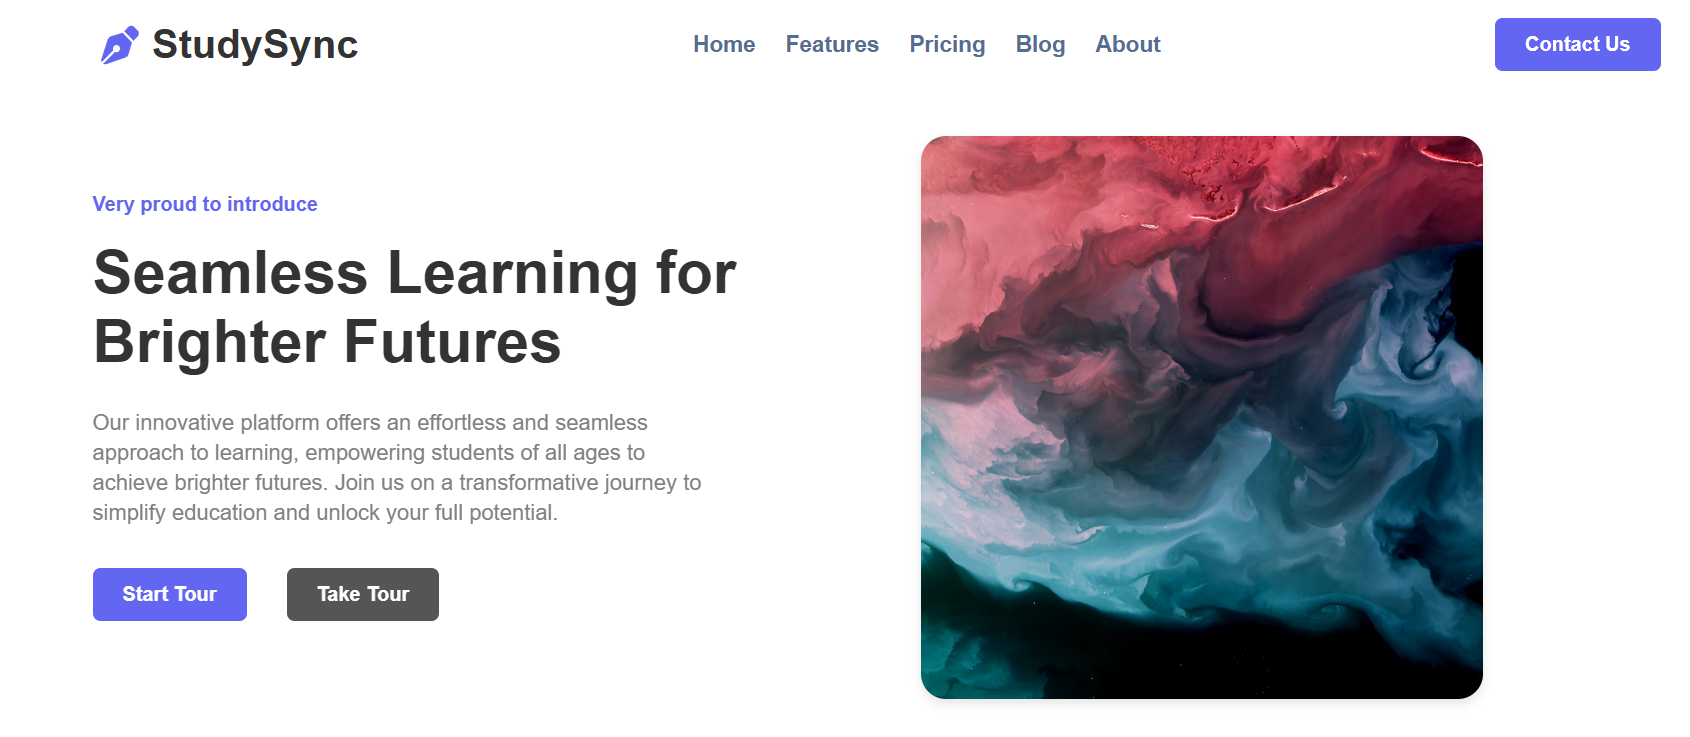 StudySync
Home Features Pricing Blog About
Contact Us
Very proud to introduce
Seamless Learning for
Brighter Futures
Our innovative platform offers an effortless and seamless
approach to learning, empowering students of all ages to
achieve brighter futures. Join us on a transformative journey to
simplify education and unlock your full potential.
Start Tour
Take Tour